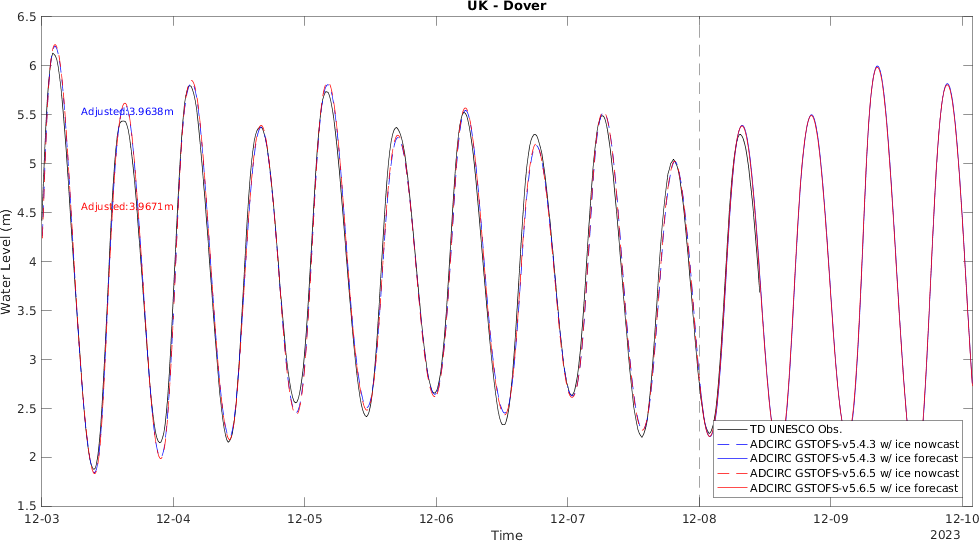 UK - Dover
6.5
6
5.5
5
4.5
4
3.5
3
2.5
2
1.5
Water Level (m)
Adjusted:3.9638m
Adjusted:3.9671m
TD UNESCO Obs.
ADCIRC GSTOFS-v5.4.3 w/ ice nowcast
ADCIRC GSTOFS-v5.4.3 w/ ice forecast
ADCIRC GSTOFS-v5.6.5 w/ ice nowcast
ADCIRC GSTOFS-v5.6.5 w/ ice forecast
12-03 12-04 12-05 12-06 12-07 12-08 12-09 12-10
Time
2023